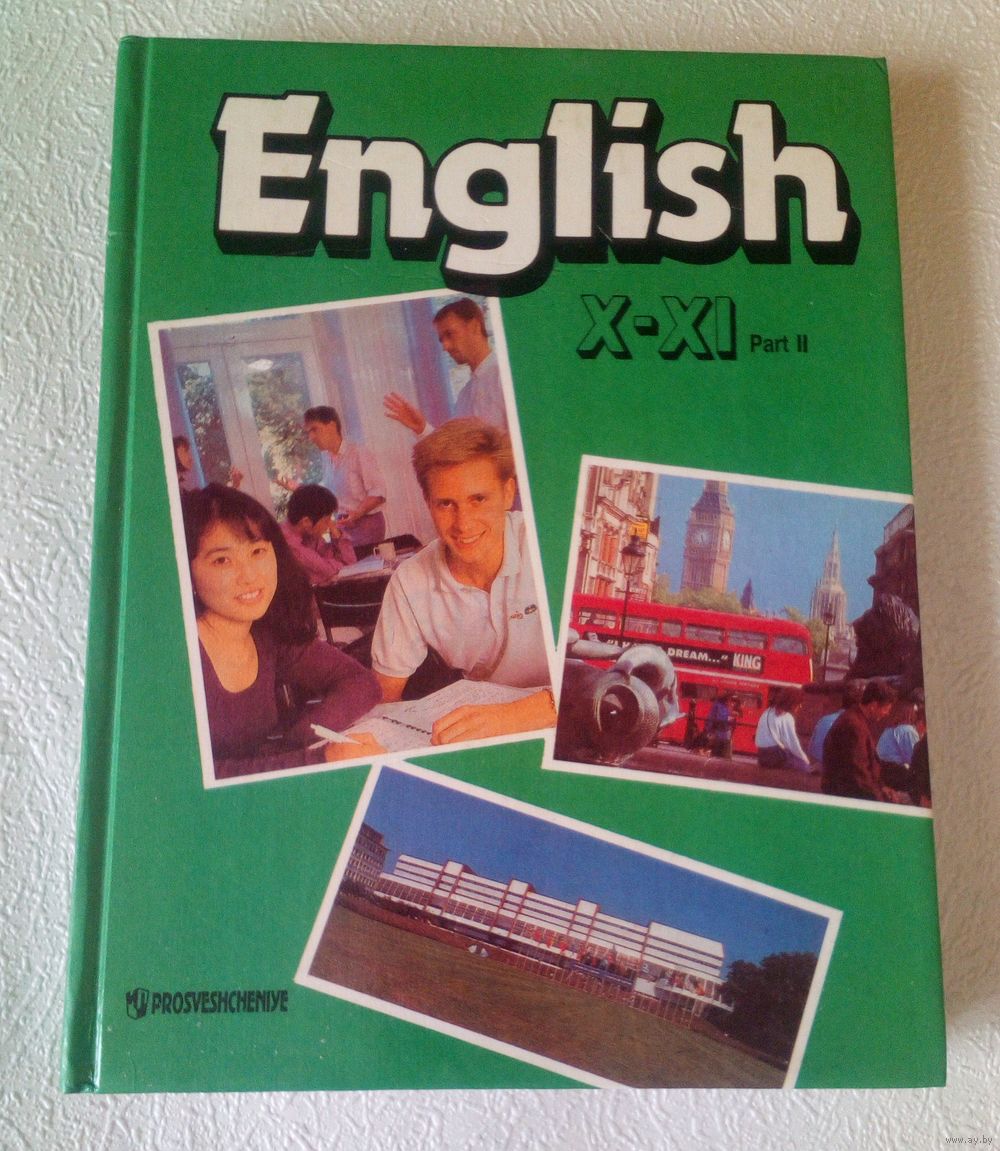 English
X-XI Part II
DREAM..." KING
PROSVESHCHENIYE
www.ay.by